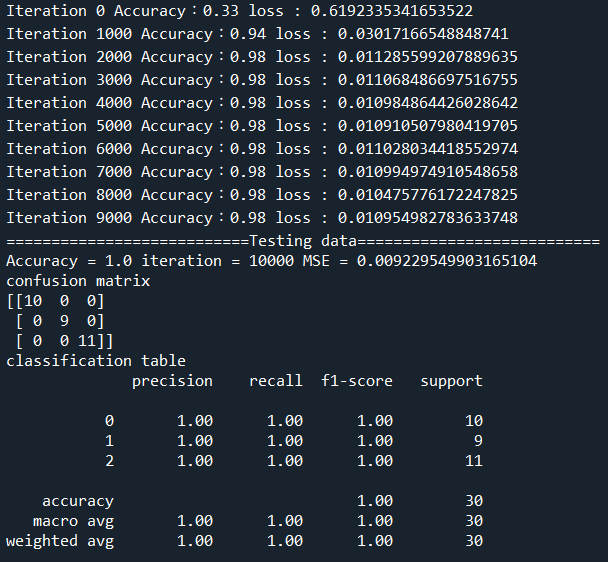 Iteration 0 Accuracy：0.33 loss : 0.6192335341653522
Iteration 1000 Accuracy：0.94 loss : 0.03017166548848741
Iteration 2000 Accuracy：0.98 loss : 0.011285599207889635
Iteration 3000 Accuracy：0.98 loss : 0.011068486697516755
Iteration 4000 Accuracy：0.98 loss : 0.010984864426028642
Iteration 5000 Accuracy：0.98 loss : 0.010910507980419705
Iteration 6000 Accuracy：0.98 loss : 0.011028034418552974
Iteration 7000 Accuracy：0.98 loss : 0.010994974910548658
Iteration 8000 Accuracy：0.98 loss : 0.010475776172247825
Iteration 9000 Accuracy：0.98 loss : 0.010954982783633748
===========================Testing data===========================
Accuracy = 1.0 iteration = 10000 MSE = 0.009229549903165104
confusion matrix
[[10  0  0]
 [ 0  9  0]
 [ 0  0 11]]
classification table
              precision    recall  f1-score   support
           0       1.00      1.00      1.00        10
           1       1.00      1.00      1.00         9
           2       1.00      1.00      1.00        11
    accuracy                           1.00        30
   macro avg       1.00      1.00      1.00        30
weighted avg       1.00      1.00      1.00        30